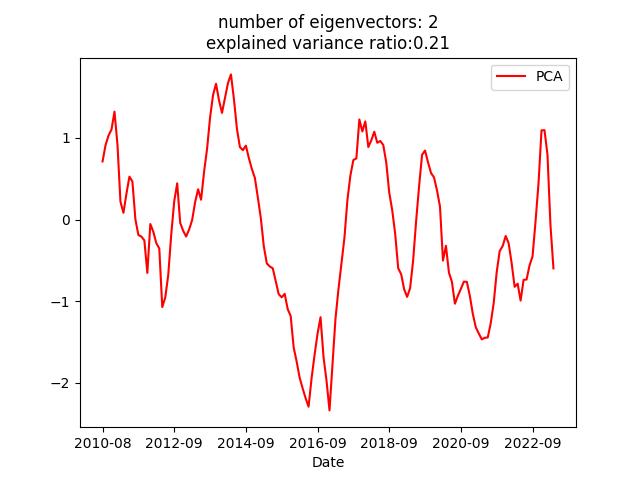 number of eigenvectors: 2
explained variance ratio:0.21
PCA
1
0
−1
−2
2010-08 2012-09 2014-09 2016-09 2018-09 2020-09 2022-09
Date